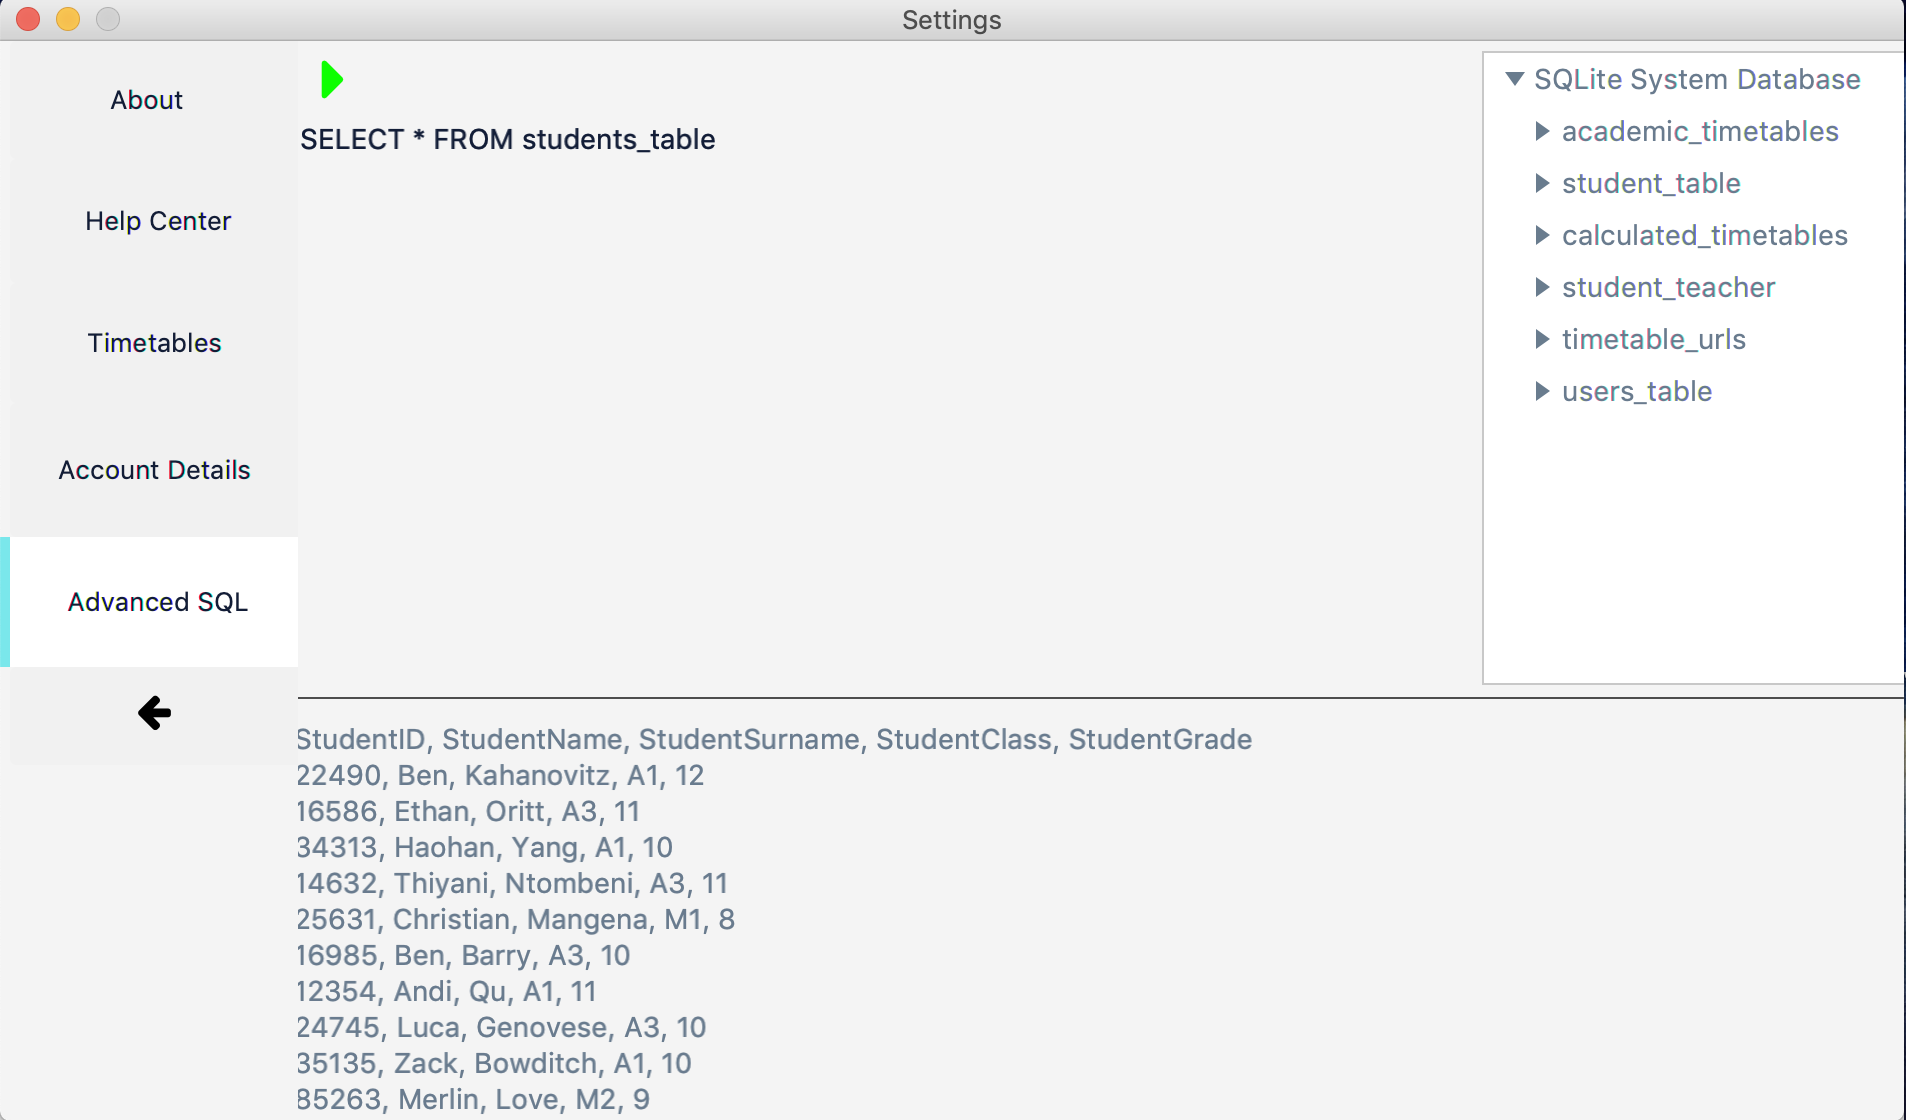 Settings
About
Help Center
Timetables
Account Details
Advanced SQL
SELECT * FROM students_table
SQLite System Database
academic_timetables
student_table
calculated_timetables
student_teacher
timetable_urls
users_table
StudentID, StudentName, StudentSurname, StudentClass, StudentGrade
22490, Ben, Kahanovitz, A1, 12
16586, Ethan, Oritt, A3, 11
34313, Haohan, Yang, A1, 10
14632, Thiyani, Ntombeni, A3, 11
25631, Christian, Mangena, M1, 8
16985, Ben, Barry, A3, 10
12354, Andi, Qu, A1, 11
24745, Luca, Genovese, A3, 10
35135, Zack, Bowditch, A1, 10
85263, Merlin, Love, M2, 9